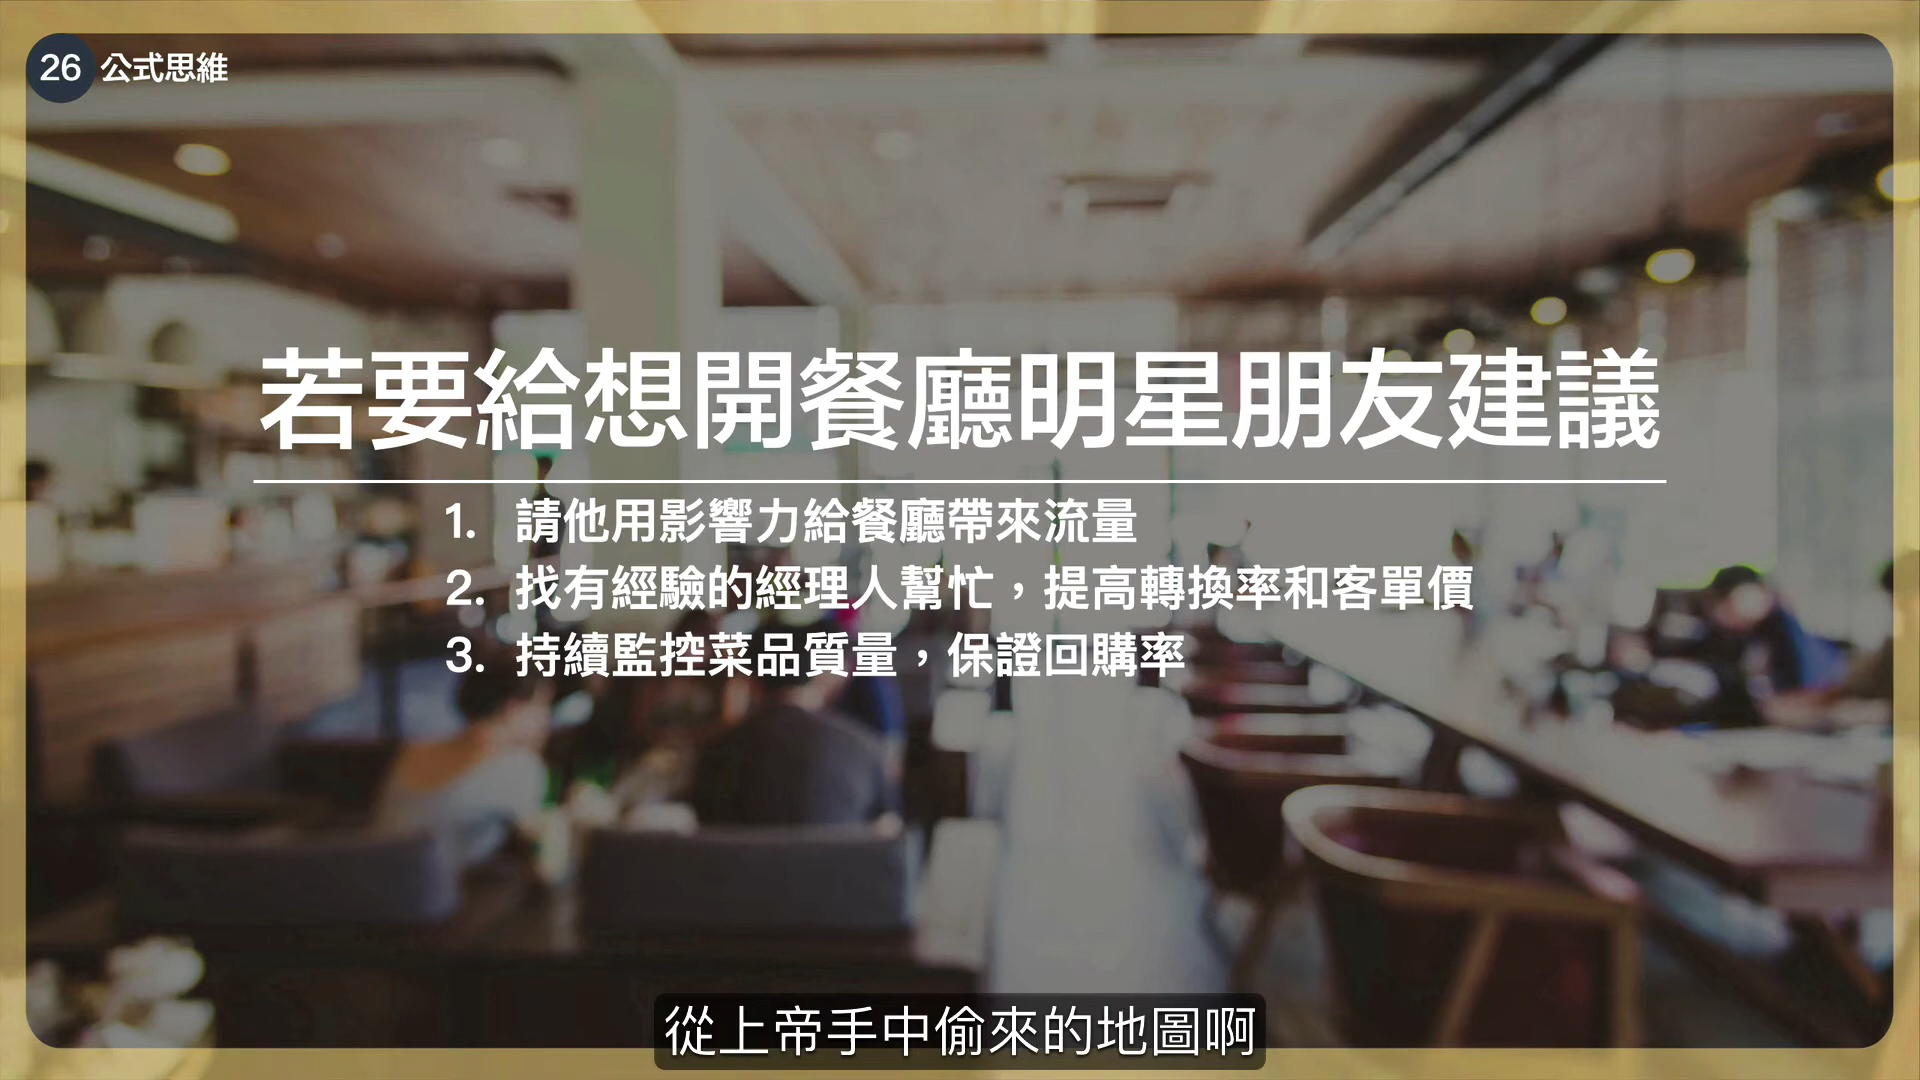 26 公式思維
若要給想開餐廳明星朋友建議
1. 請他用影響力給餐廳帶來流量
2. 找有經驗的經理人幫忙，提高轉換率和客單價
3. 持續監控菜品質量，保證回購率
從上帝手中偷來的地圖啊